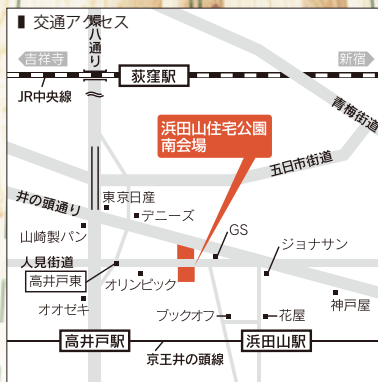 ■ 交通アクセス
環八通り
吉祥寺
新宿
荻窪駅
JR中央線
青梅街道
浜田山住宅公園
南会場
五日市街道
井の頭通り
東京日産
デニーズ
山崎製パン
GS
ジョナサン
人見街道
高井戸東
オリンピック
オオゼキ
神戸屋
ブックオフ
花屋
高井戸駅
浜田山駅
京王井の頭線